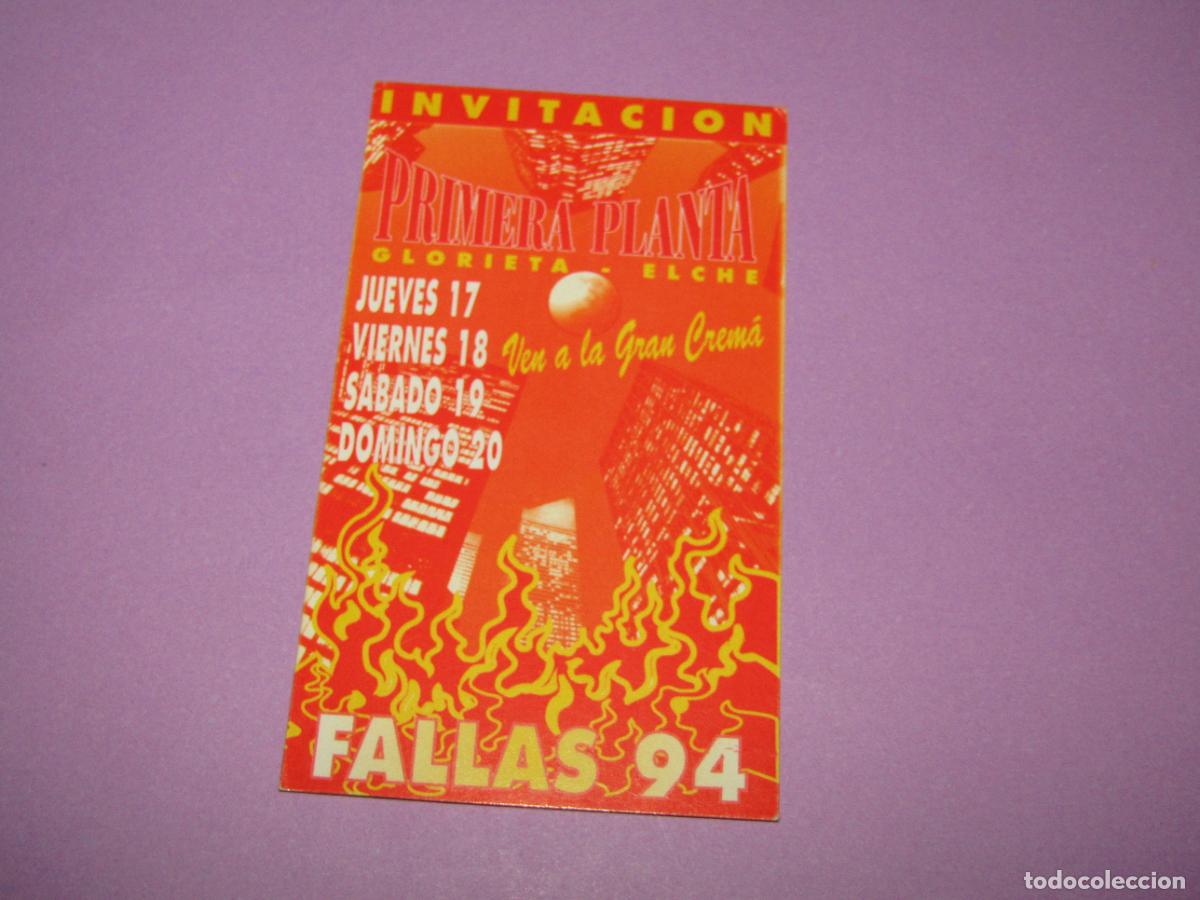 INVITACION
PRIMERA PLANTA
GLORIETA - ELCHE
JUEVES 17
VIERNES 18
SABADO 19
DOMINGO 20
Ven a la Gran Cremá
FALLAS 94
todocoleccion